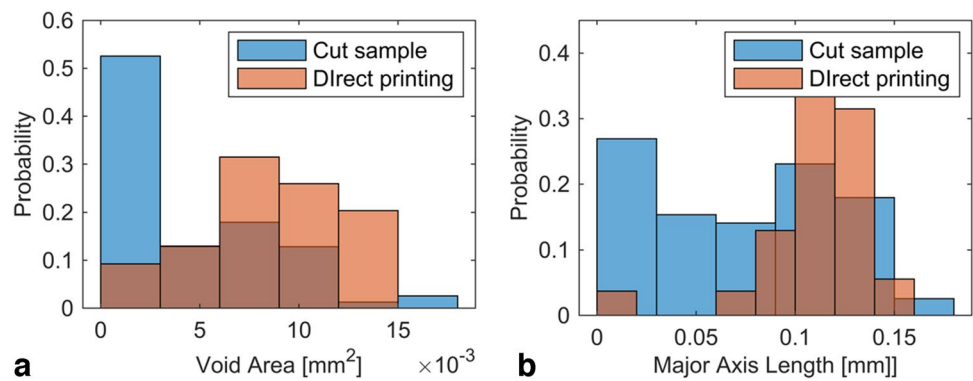 0.6
0.5
0.4
0.3
0.2
0.1
0
Probability
Cut sample
DIrect printing
0 5 10 15
Void Area [mm²] ×10⁻³
a
0.4
0.3
0.2
0.1
0
Probability
Cut sample
DIrect printing
0 0.05 0.1 0.15
Major Axis Length [mm]]
b